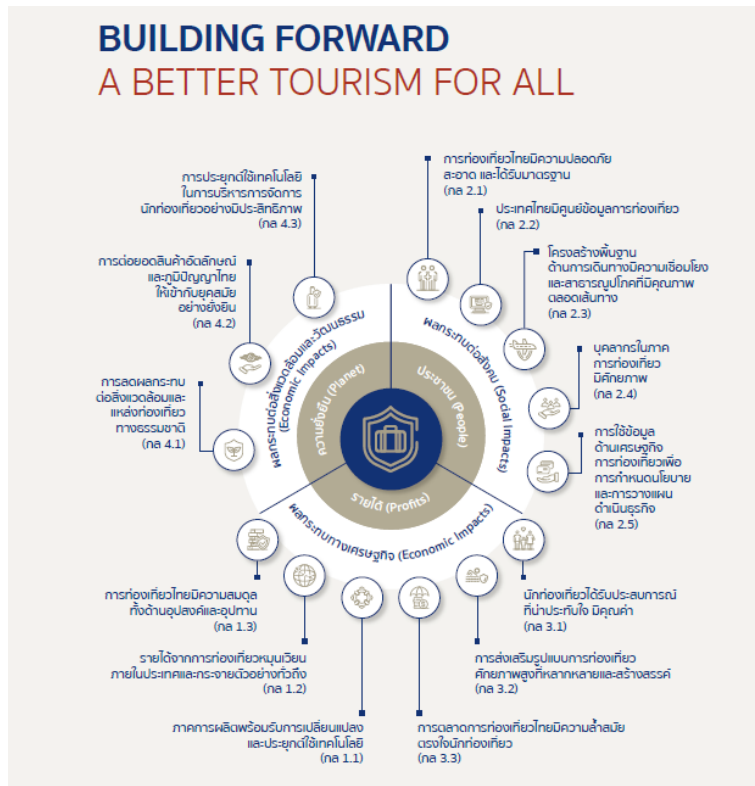 BUILDING FORWARD
A BETTER TOURISM FOR ALL
การท่องเที่ยวไทยมีความปลอดภัย
สะอาด และได้รับมาตรฐาน
(กล 2.1)
ประเทศไทยมีศูนย์ข้อมูลการท่องเที่ยว
(กล 2.2)
โครงสร้างพื้นฐาน
ด้านการเดินทางมีความเชื่อมโยง
และสาธารณูปโภคที่มีคุณภาพ
ตลอดเส้นทาง
(กล 2.3)
บุคลากรในภาค
การท่องเที่ยว
มีศักยภาพ
(กล 2.4)
การใช้ข้อมูล
ด้านเศรษฐกิจ
การท่องเที่ยวเพื่อ
การกำหนดนโยบาย
และการวางแผน
ดำเนินธุรกิจ
(กล 2.5)
นักท่องเที่ยวได้รับประสบการณ์
ที่น่าประทับใจ มีคุณค่า
(กล 3.1)
การส่งเสริมรูปแบบการท่องเที่ยว
ศักยภาพสูงที่หลากหลายและสร้างสรรค์
(กล 3.2)
การตลาดการท่องเที่ยวไทยมีความล้ำสมัย
ตรงใจนักท่องเที่ยว
(กล 3.3)
ภาคการผลิตพร้อมรับการเปลี่ยนแปลง
และประยุกต์ใช้เทคโนโลยี
(กล 1.1)
รายได้จากการท่องเที่ยวหมุนเวียน
ภายในประเทศและกระจายตัวอย่างทั่วถึง
(กล 1.2)
การท่องเที่ยวไทยมีความสมดุล
ทั้งด้านอุปสงค์และอุปทาน
(กล 1.3)
การลดผลกระทบ
ต่อสิ่งแวดล้อมและ
แหล่งท่องเที่ยว
ทางธรรมชาติ
(กล 4.1)
การต่อยอดสินค้าอัตลักษณ์
และภูมิปัญญาไทย
ให้เข้ากับยุคสมัย
อย่างยั่งยืน
(กล 4.2)
การประยุกต์ใช้เทคโนโลยี
ในการบริหารการจัดการ
นักท่องเที่ยวอย่างมีประสิทธิภาพ
(กล 4.3)
ผลกระทบต่อสิ่งแวดล้อมและวัฒนธรรม
(Economic Impacts)
ผลกระทบต่อสังคม (Social Impacts)
ผลกระทบทางเศรษฐกิจ (Economic Impacts)
ความยั่งยืน (Planet)
ประชาชน (People)
รายได้ (Profits)